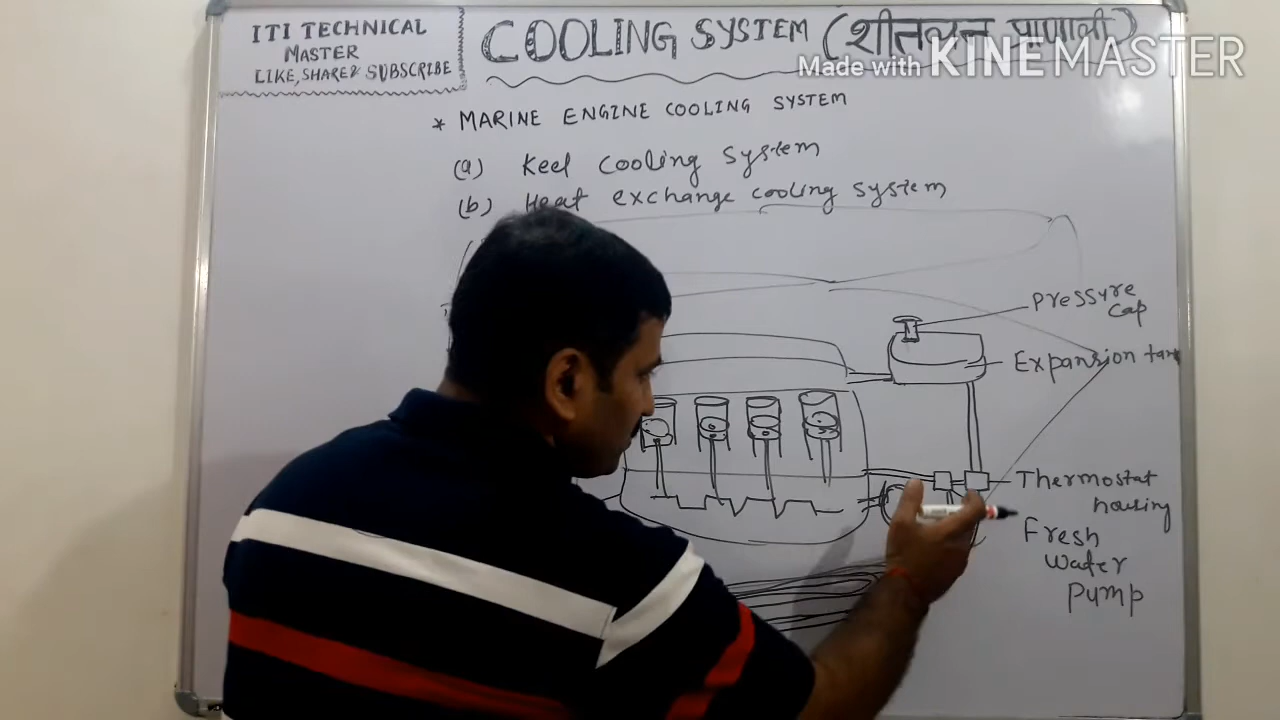 ITI TECHNICAL
MASTER
LIKE, SHARE & SUBSCRIBE
COOLING SYSTEM (शीतलन प्रणाली)
Made with KINEMASTER
* MARINE ENGINE COOLING SYSTEM
(a) Keel cooling system
(b) Heat exchange cooling system
Pressure
cap
Expansion tank
Thermostat
housing
Fresh
Water
Pump